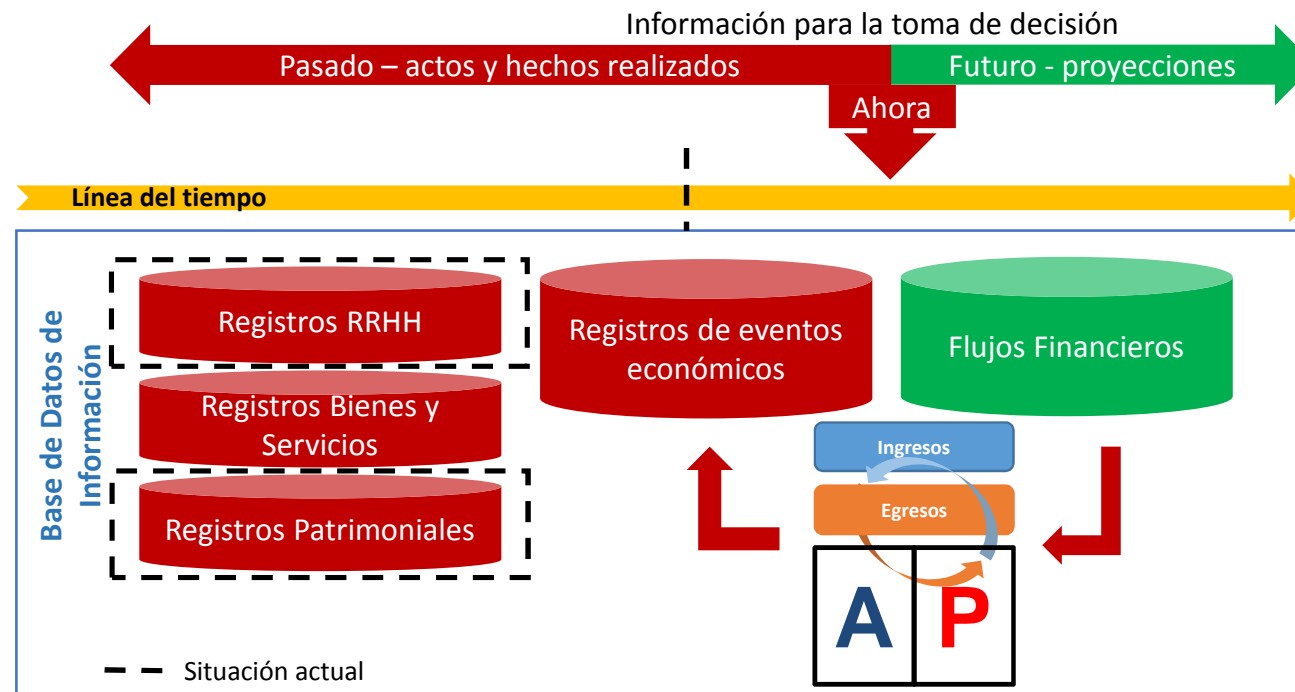 Información para la toma de decisión
Pasado – actos y hechos realizados
Futuro - proyecciones
Ahora
Línea del tiempo
Base de Datos de
Información
Registros RRHH
Registros Bienes y
Servicios
Registros Patrimoniales
Registros de eventos
económicos
Flujos Financieros
Ingresos
Egresos
A
P
Situación actual